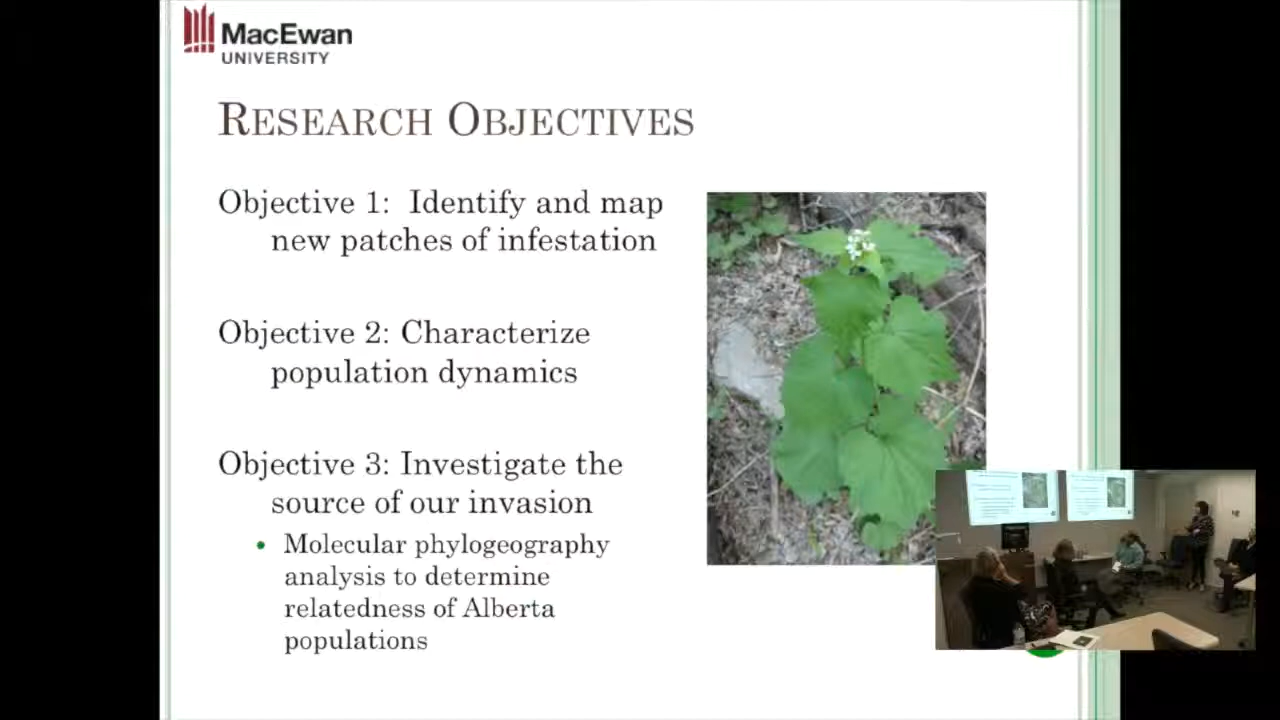 MacEwan
UNIVERSITY
RESEARCH OBJECTIVES
Objective 1: Identify and map
new patches of infestation
Objective 2: Characterize
population dynamics
Objective 3: Investigate the
source of our invasion
• Molecular phylogeography
analysis to determine
relatedness of Alberta
populations